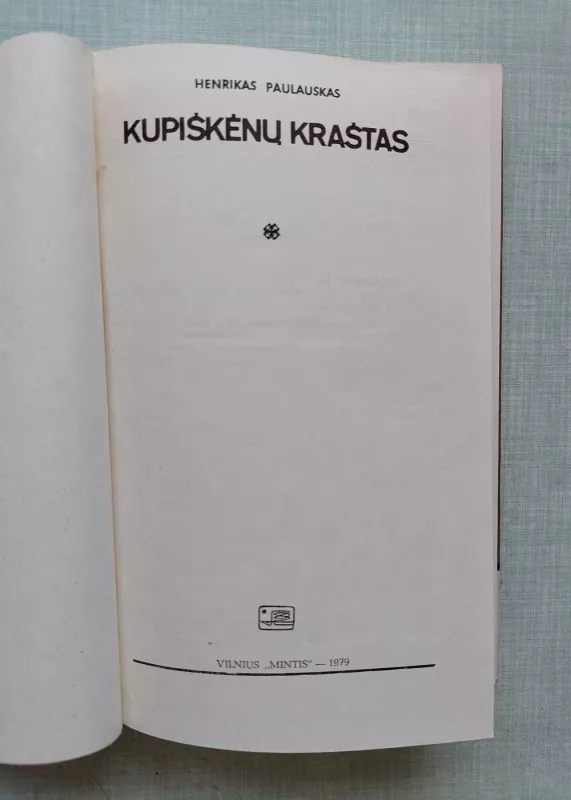 HENRIKAS PAULAUSKAS
KUPIŠKĖNŲ KRAŠTAS
VILNIUS „MINTIS“ — 1979